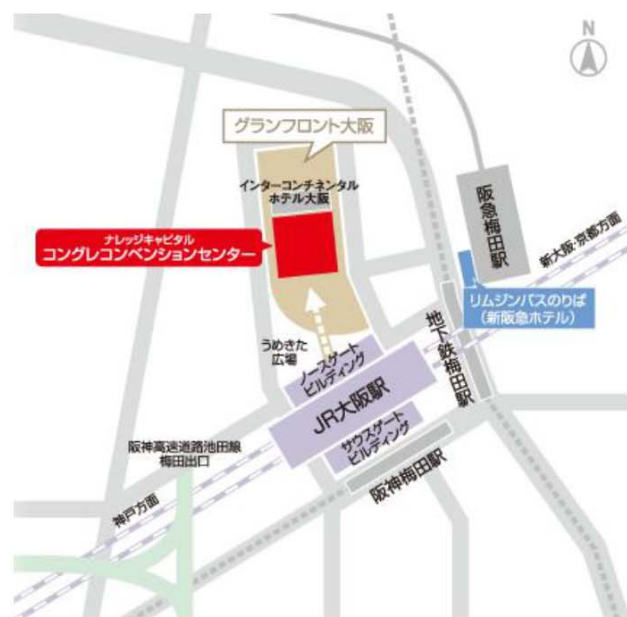 N
グランフロント大阪
インターコンチネンタル
ホテル大阪
ナレッジキャピタル
コングレコンベンションセンター
阪急梅田駅
新大阪・京都方面
リムジンバスのりば
(新阪急ホテル)
地下鉄梅田駅
うめきた
広場
ノースゲート
ビルディング
JR大阪駅
サウスゲート
ビルディング
阪神梅田駅
阪神高速道路池田線
梅田出口
神戸方面